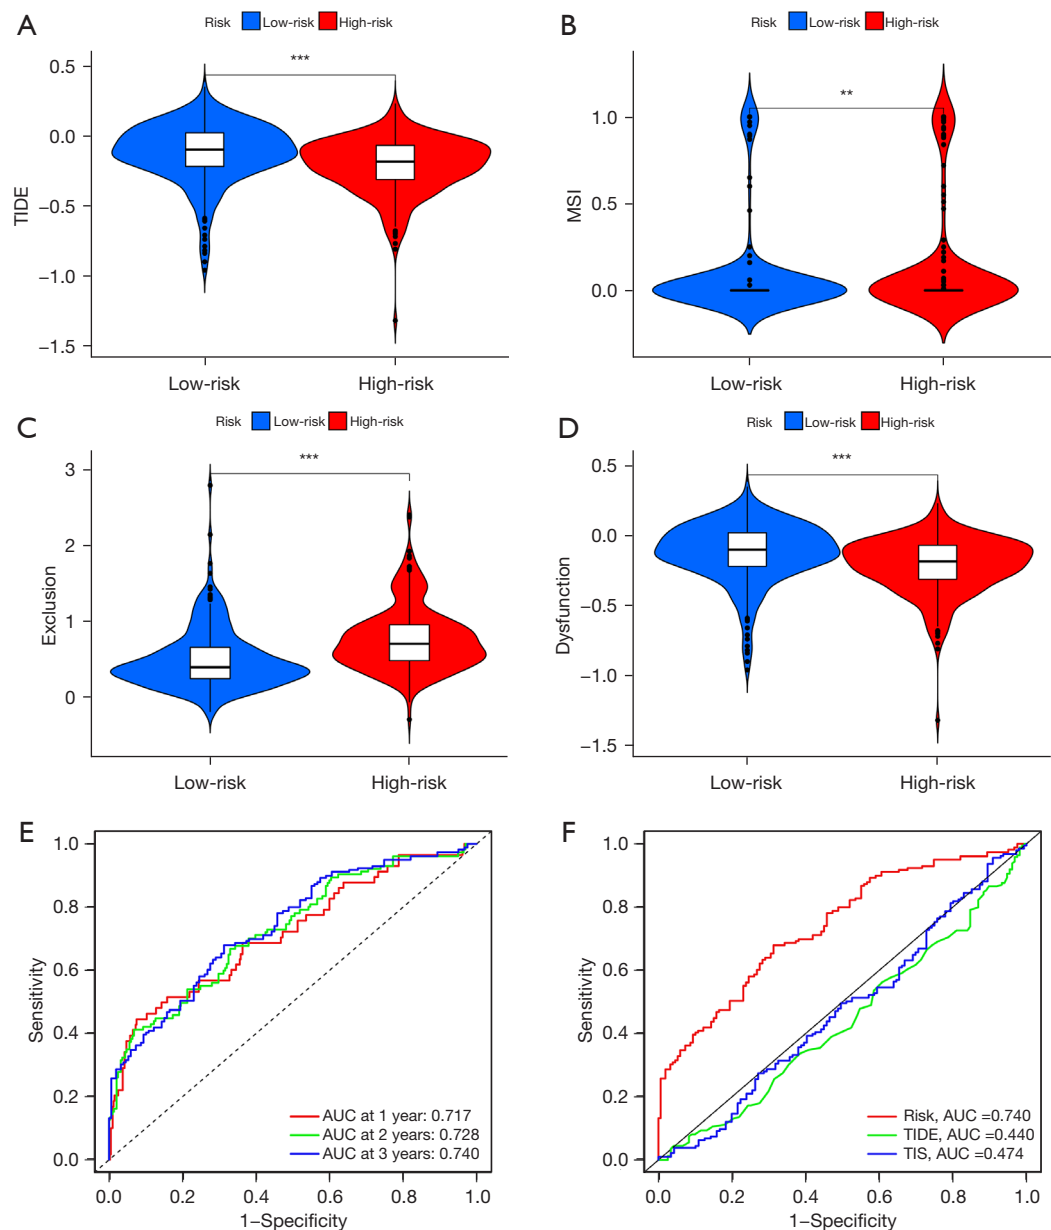 A
Risk Low-risk High-risk
***
TIDE
0.5
0.0
−0.5
−1.0
−1.5
Low-risk High-risk
B
Risk Low-risk High-risk
**
MSI
1.0
0.5
0.0
Low-risk High-risk
C
Risk Low-risk High-risk
***
Exclusion
3
2
1
0
Low-risk High-risk
D
Risk Low-risk High-risk
***
Dysfunction
0.5
0.0
−0.5
−1.0
−1.5
Low-risk High-risk
E
Sensitivity
1.0
0.8
0.6
0.4
0.2
0.0
AUC at 1 year: 0.717
AUC at 2 years: 0.728
AUC at 3 years: 0.740
0.0 0.2 0.4 0.6 0.8 1.0
1−Specificity
F
Sensitivity
1.0
0.8
0.6
0.4
0.2
0.0
Risk, AUC =0.740
TIDE, AUC =0.440
TIS, AUC =0.474
0.0 0.2 0.4 0.6 0.8 1.0
1−Specificity